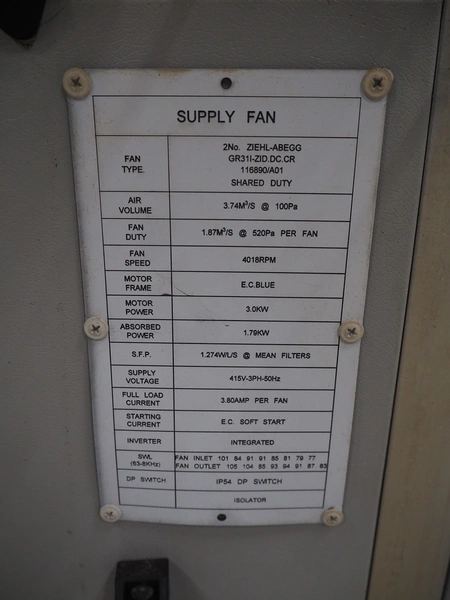 SUPPLY FAN
FAN TYPE. 2No. ZIEHL-ABEGG
GR31I-ZID.DC.CR
116890/A01
SHARED DUTY
AIR VOLUME 3.74M³/S @ 100Pa
FAN DUTY 1.87M³/S @ 520Pa PER FAN
FAN SPEED 4018RPM
MOTOR FRAME E.C.BLUE
MOTOR POWER 3.0KW
ABSORBED POWER 1.79KW
S.F.P. 1.274W/L/S @ MEAN FILTERS
SUPPLY VOLTAGE 415V-3PH-50Hz
FULL LOAD CURRENT 3.80AMP PER FAN
STARTING CURRENT E.C. SOFT START
INVERTER INTEGRATED
SWL (63-8KHz) FAN INLET 101 84 91 91 85 81 79 77
FAN OUTLET 105 104 85 93 94 91 87 83
DP SWITCH IP54 DP SWITCH
ISOLATOR